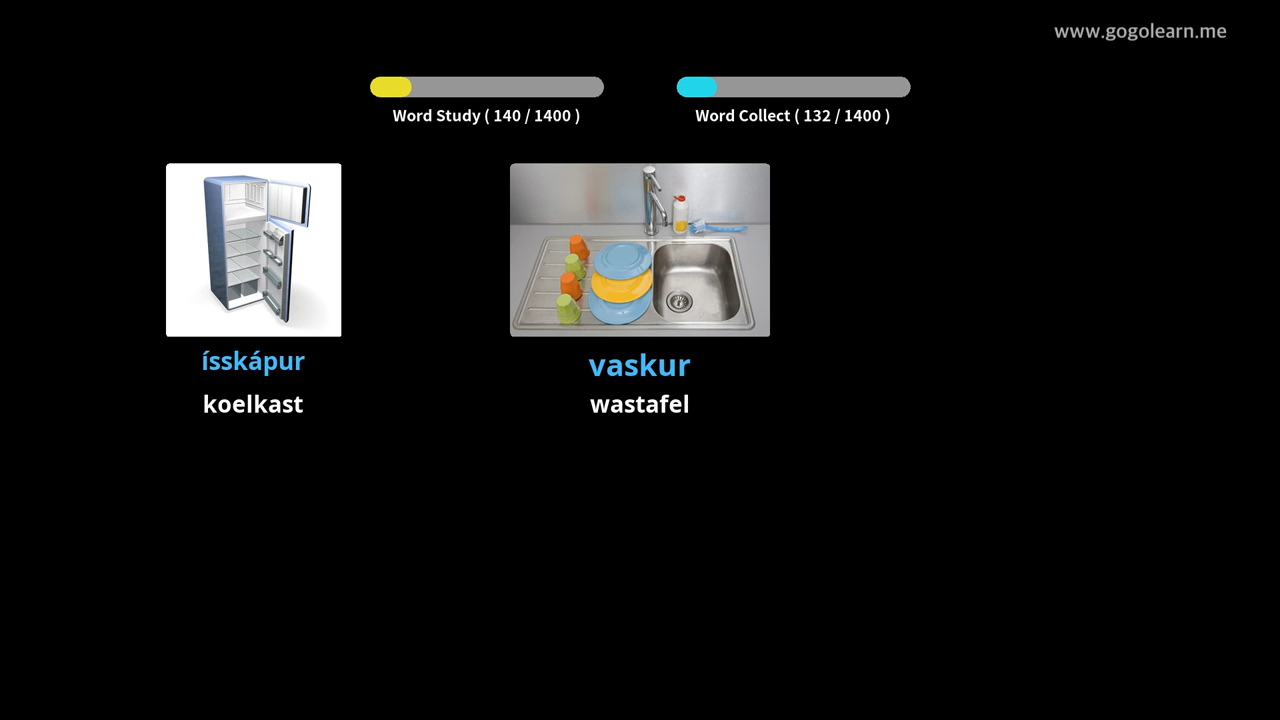 www.gogolearn.me
Word Study ( 140 / 1400 )
Word Collect ( 132 / 1400 )
ísskápur
koelkast
vaskur
wastafel